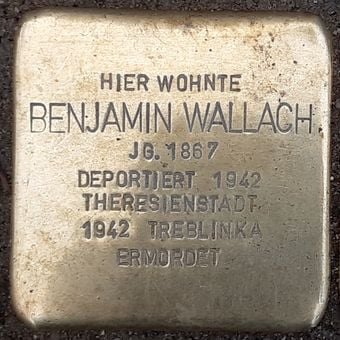 HIER WOHNTE
BENJAMIN WALLACH
JG. 1867
DEPORTIERT 1942
THERESIENSTADT
1942 TREBLINKA
ERMORDET